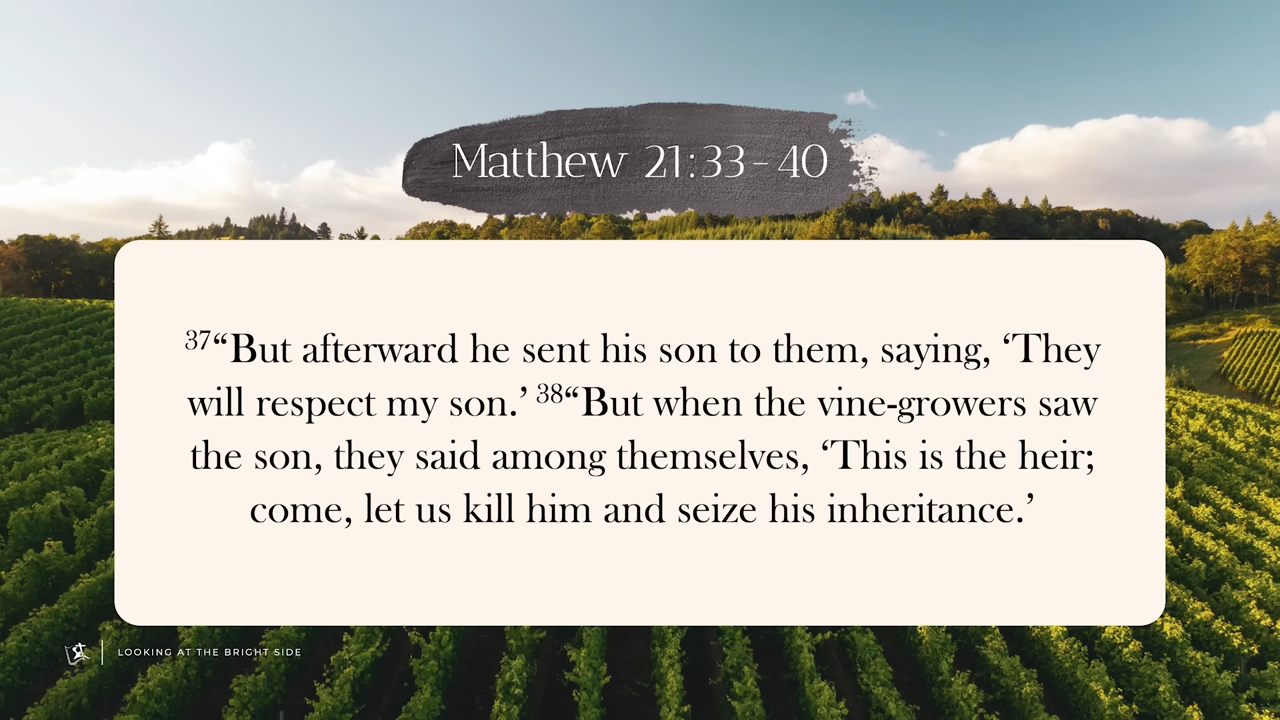 Matthew 21:33-40
37“But afterward he sent his son to them, saying, ‘They
will respect my son.’ 38“But when the vine-growers saw
the son, they said among themselves, ‘This is the heir;
come, let us kill him and seize his inheritance.’
LOOKING AT THE BRIGHT SIDE